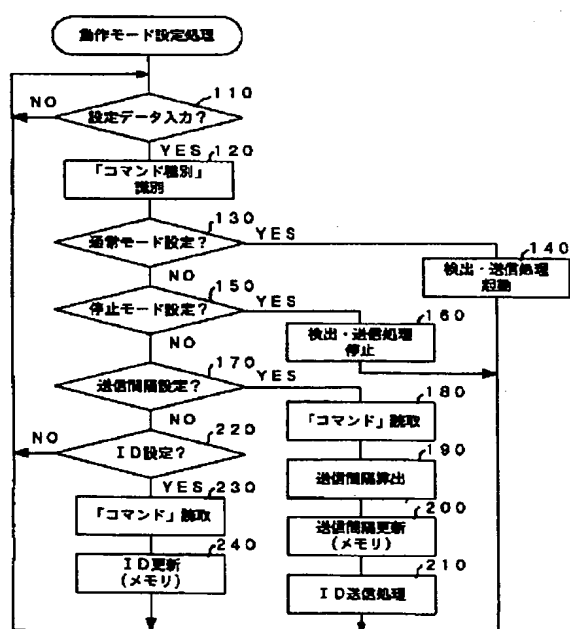 動作モード設定処理
NO
110
設定データ入力?
YES
120
「コマンド種別」
識別
130
通常モード設定?
YES
140
検出・送信処理
起動
NO
150
停止モード設定?
YES
160
検出・送信処理
停止
NO
170
送信間隔設定?
YES
180
「コマンド」読取
NO
220
NO
ID設定?
190
送信間隔算出
YES
230
「コマンド」読取
200
送信間隔更新
(メモリ)
240
ID更新
(メモリ)
210
ID送信処理